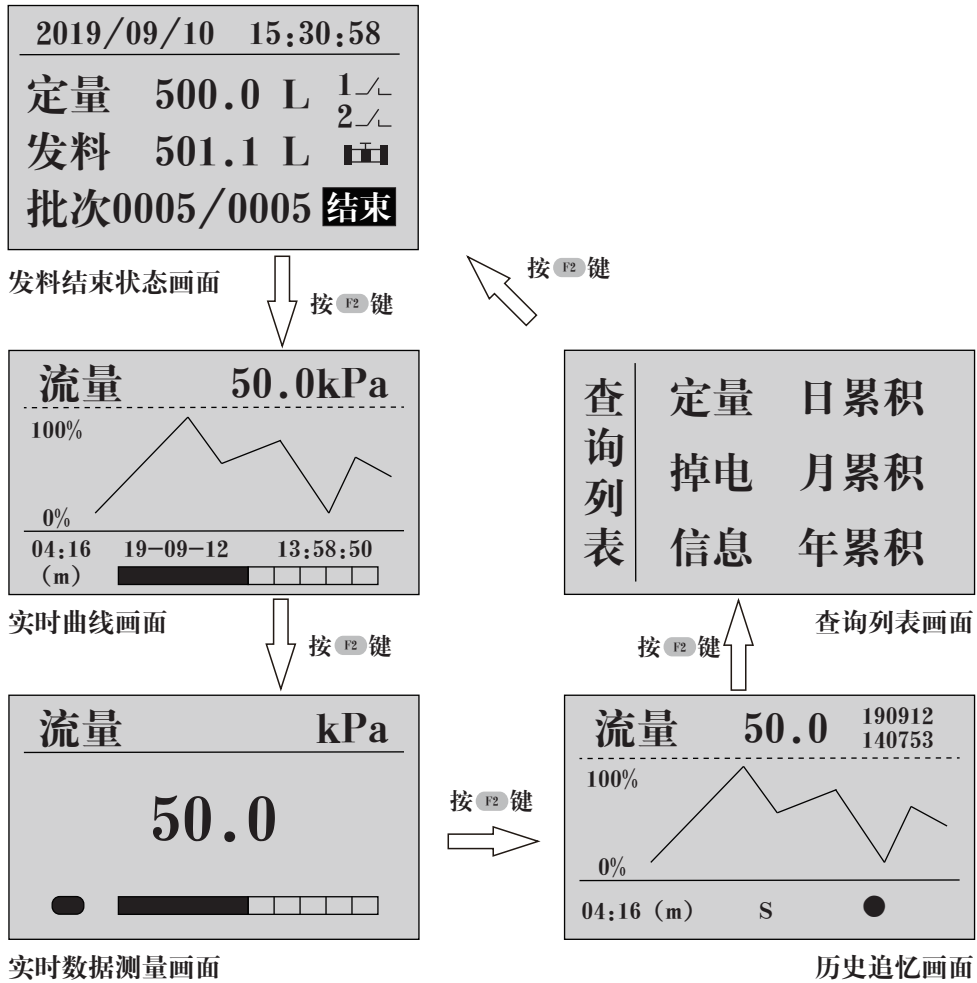 2019/09/10 15:30:58
定量 500.0 L 1
2
发料 501.1 L
批次0005/0005 结束
发料结束状态画面
按 F2 键
按 F2 键
流量 50.0kPa
100%
0%
04:16 19-09-12 13:58:50
(m)
实时曲线画面
按 F2 键
流量 kPa
50.0
实时数据测量画面
按 F2 键
流量 50.0 190912
140753
100%
0%
04:16 (m) S
历史追忆画面
按 F2 键
查询列表
定量 日累积
掉电 月累积
信息 年累积
查询列表画面